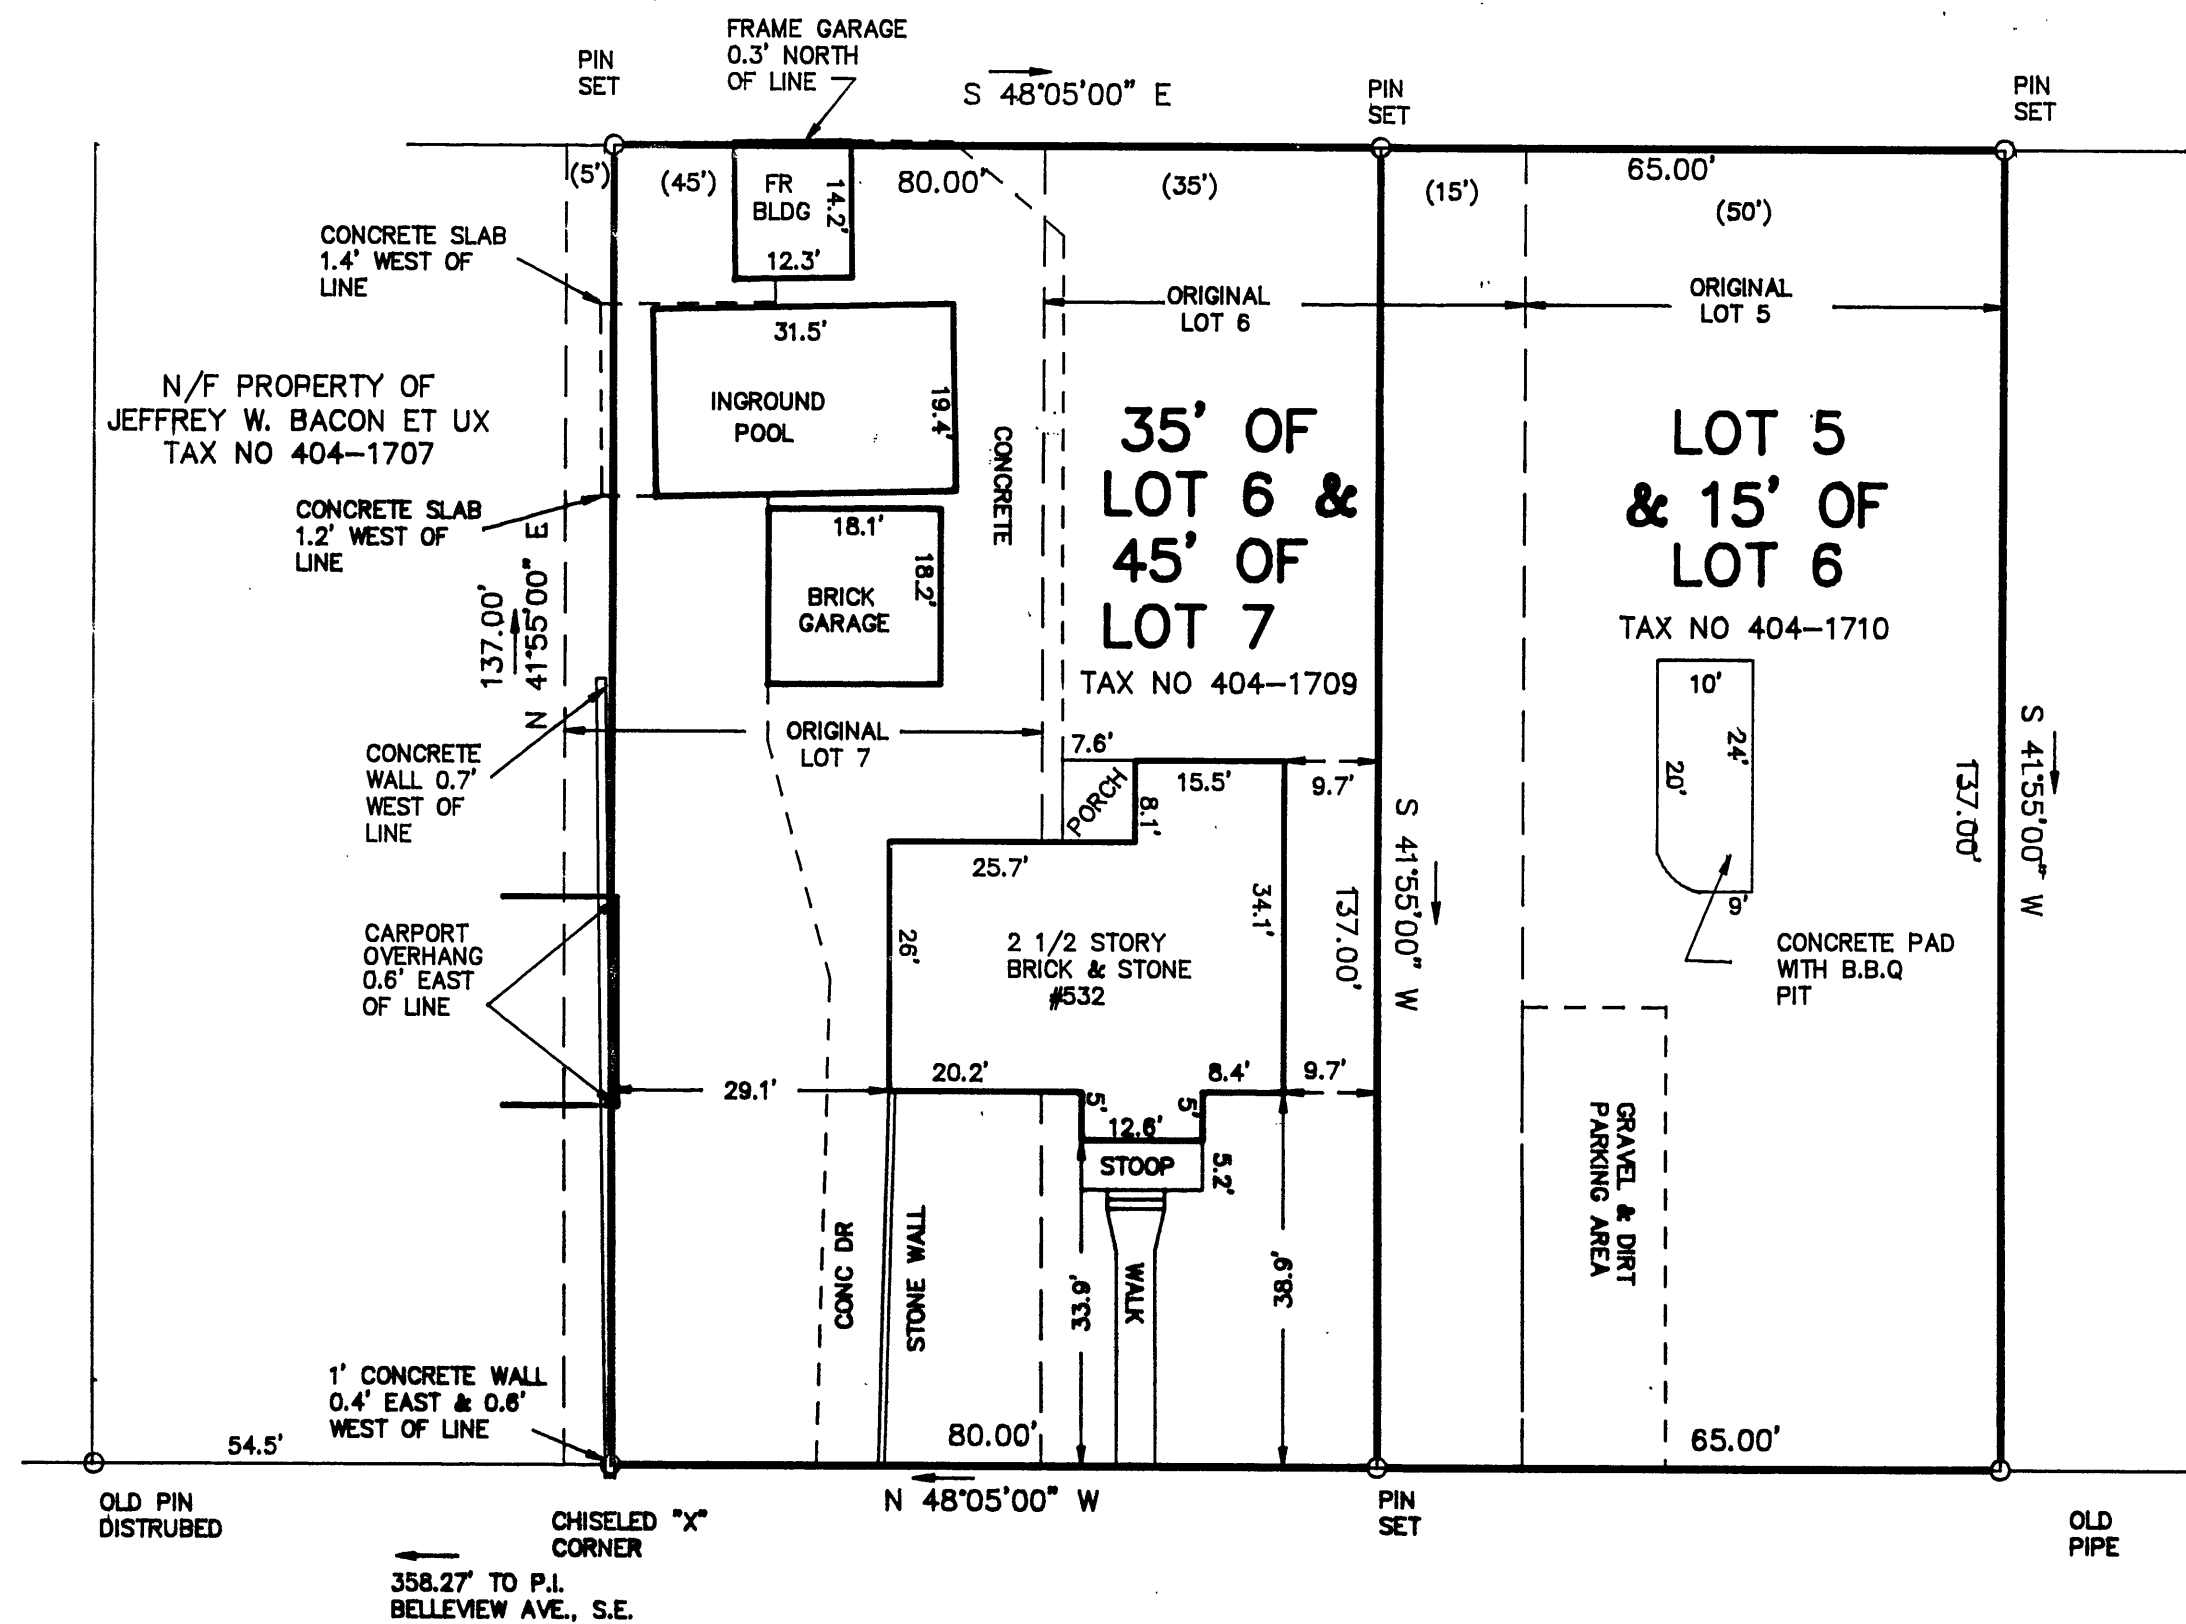 FRAME GARAGE
0.3' NORTH
OF LINE
PIN
SET
S 48°05'00" E
PIN
SET
PIN
SET
(5')
(45')
FR
BLDG
14.2'
12.3'
80.00'
(35')
(15')
65.00'
(50')
CONCRETE SLAB
1.4' WEST OF
LINE
ORIGINAL
LOT 6
ORIGINAL
LOT 5
31.5'
INGROUND
POOL
19.4'
N/F PROPERTY OF
JEFFREY W. BACON ET UX
TAX NO 404-1707
CONCRETE
35' OF
LOT 6 &
45' OF
LOT 7
TAX NO 404-1709
LOT 5
& 15' OF
LOT 6
TAX NO 404-1710
CONCRETE SLAB
1.2' WEST OF
LINE
18.1'
18.2'
BRICK
GARAGE
137.00'
N 41°55'00" E
10'
24'
20'
9'
CONCRETE PAD
WITH B.B.Q
PIT
S 41°55'00" W
137.00'
ORIGINAL
LOT 7
CONCRETE
WALL 0.7'
WEST OF
LINE
7.6'
PORCH
8.1'
15.5'
9.7'
25.7'
26'
34.1'
2 1/2 STORY
BRICK & STONE
#532
137.00'
S 41°55'00" W
CARPORT
OVERHANG
0.6' EAST
OF LINE
29.1'
20.2'
8.4'
9.7'
5'
5'
12.6'
STOOP
5.2'
GRAVEL & DIRT
PARKING AREA
CONC DR
STONE WALL
33.9'
WALK
38.9'
1' CONCRETE WALL
0.4' EAST & 0.6'
WEST OF LINE
54.5'
80.00'
65.00'
N 48°05'00" W
OLD PIN
DISTRUBED
CHISELED "X"
CORNER
PIN
SET
OLD
PIPE
358.27' TO P.I.
BELLEVIEW AVE., S.E.